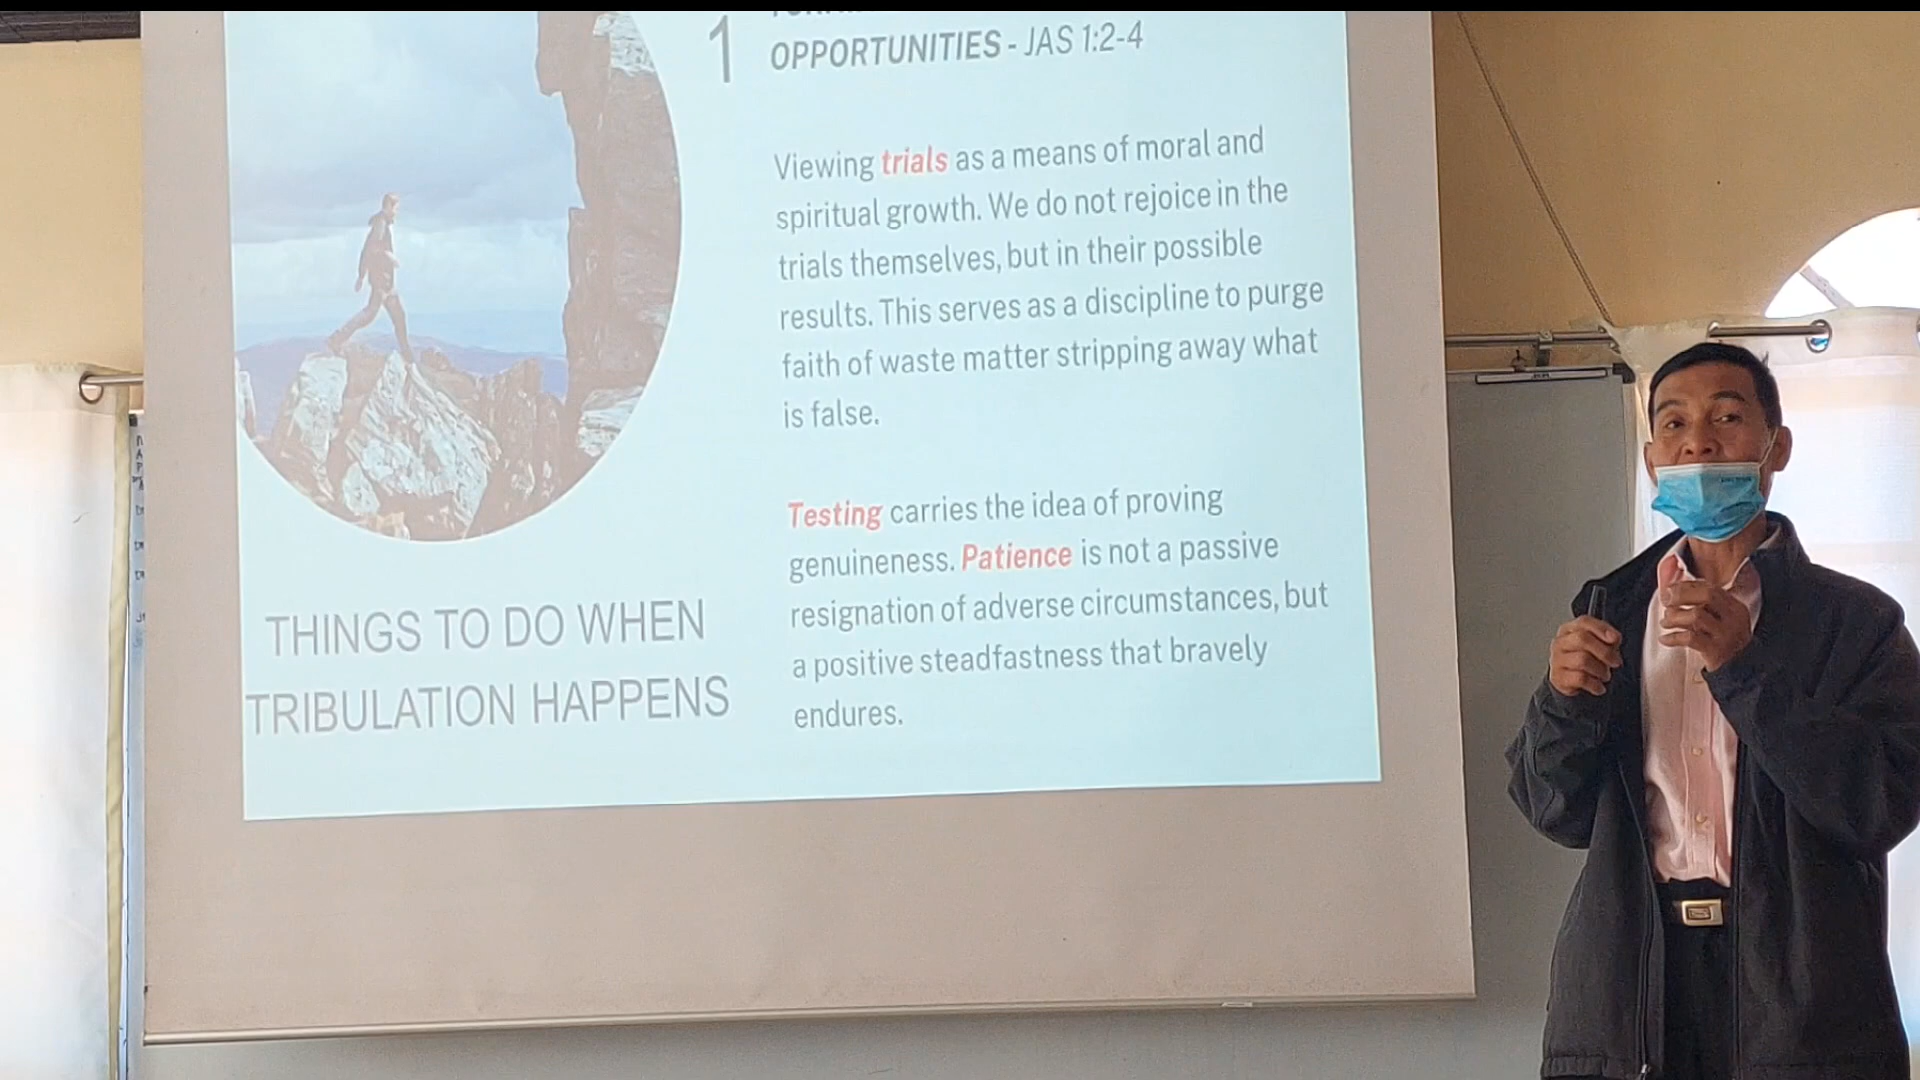 1
OPPORTUNITIES - JAS 1:2-4
Viewing trials as a means of moral and
spiritual growth. We do not rejoice in the
trials themselves, but in their possible
results. This serves as a discipline to purge
faith of waste matter stripping away what
is false.
Testing carries the idea of proving
genuineness. Patience is not a passive
resignation of adverse circumstances, but
a positive steadfastness that bravely
endures.
THINGS TO DO WHEN
TRIBULATION HAPPENS